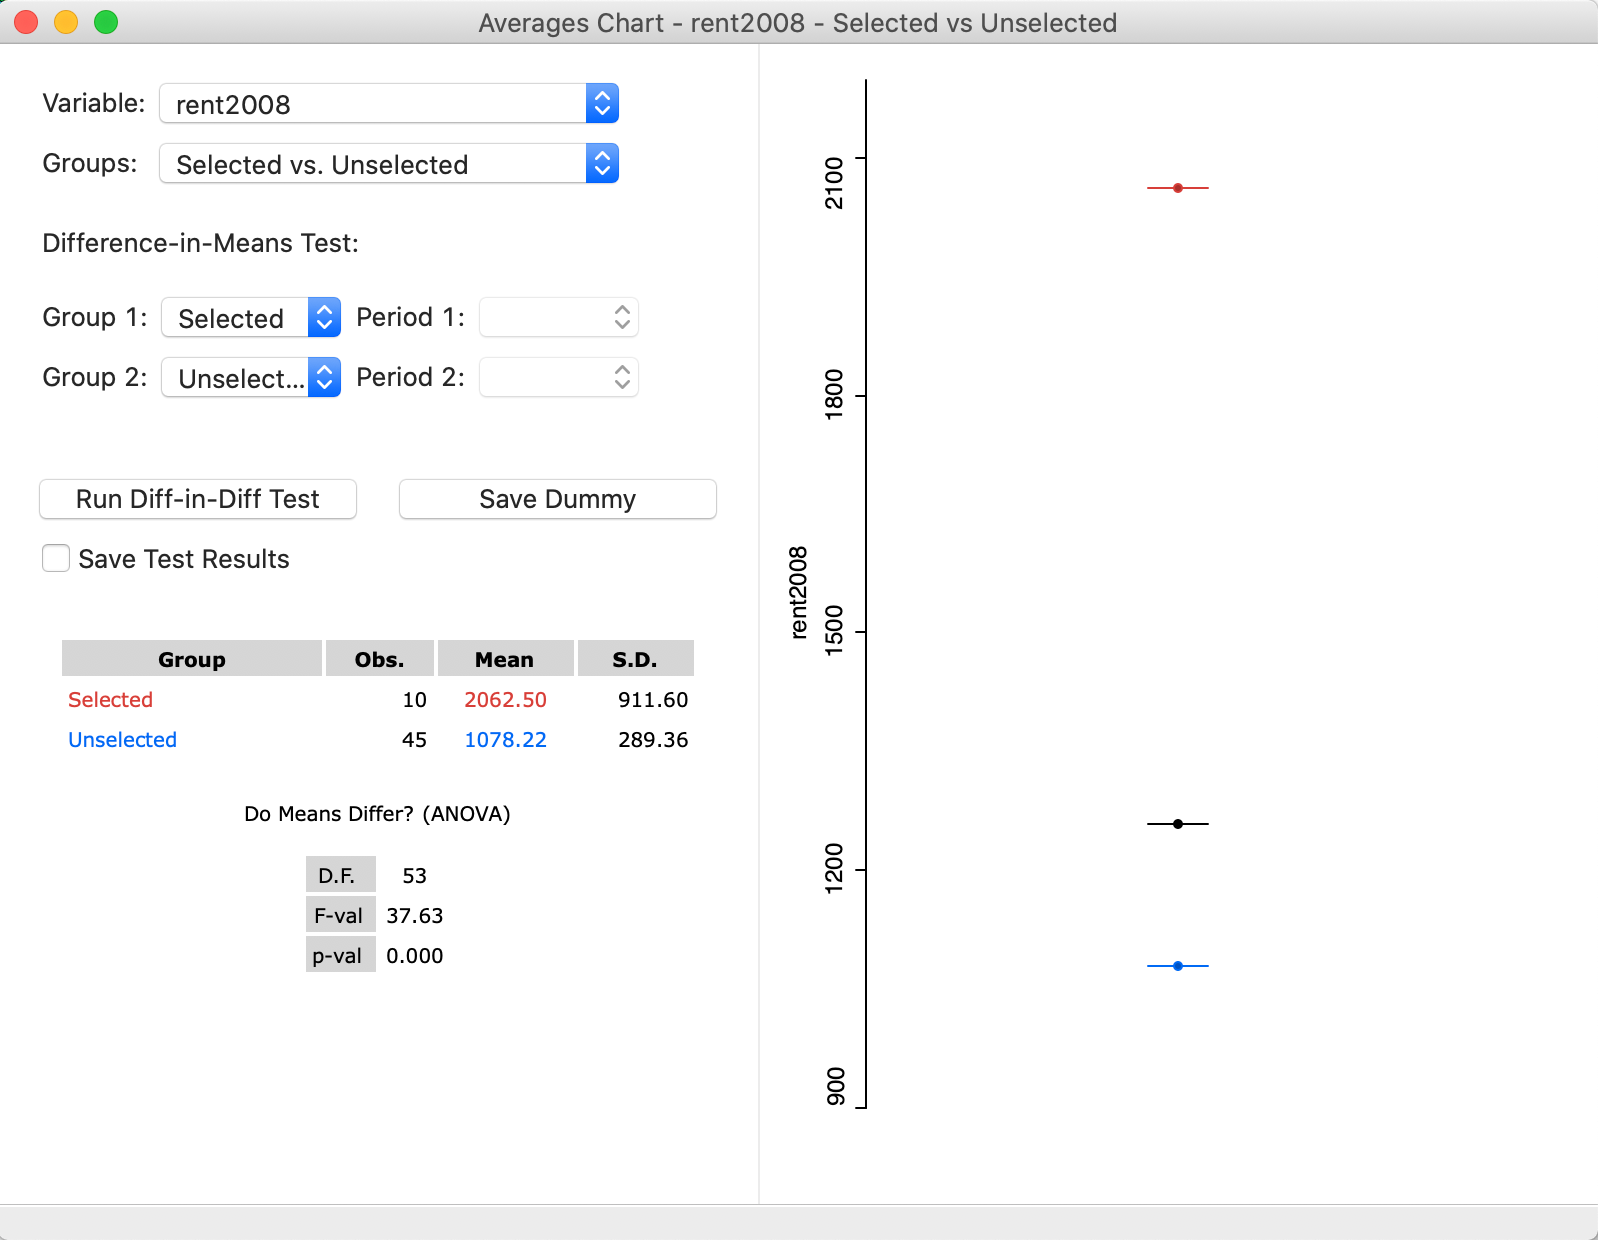 Averages Chart - rent2008 - Selected vs Unselected
Variable: rent2008
Groups: Selected vs. Unselected
Difference-in-Means Test:
Group 1: Selected Period 1:
Group 2: Unselect... Period 2:
Run Diff-in-Diff Test Save Dummy
Save Test Results
Group Obs. Mean S.D.
Selected 10 2062.50 911.60
Unselected 45 1078.22 289.36
Do Means Differ? (ANOVA)
D.F. 53
F-val 37.63
p-val 0.000
rent2008
2100
1800
1500
1200
900